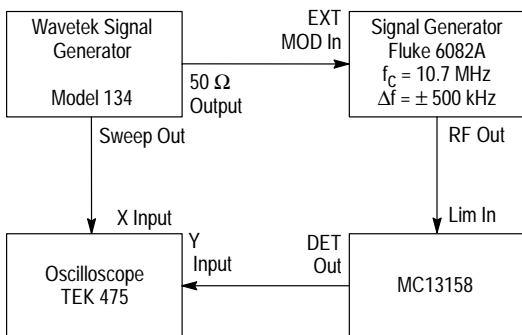 Wavetek Signal
Generator
Model 134
EXT
MOD In
50 Ω
Output
Signal Generator
Fluke 6082A
fC = 10.7 MHz
Δf = ± 500 kHz
Sweep Out
RF Out
X Input
Lim In
Y
Input
DET
Out
Oscilloscope
TEK 475
MC13158